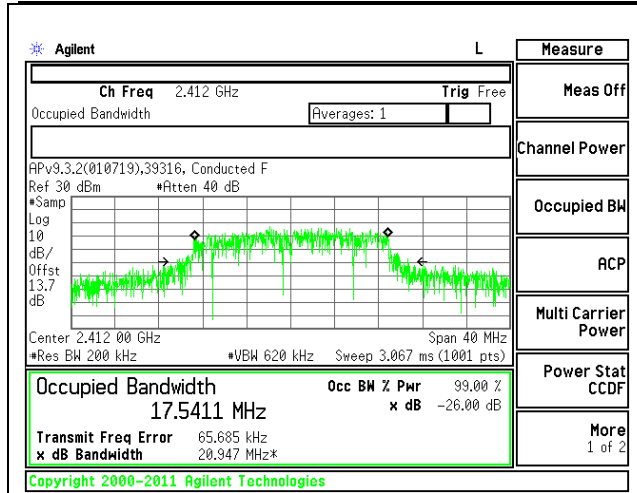 Agilent L Measure
Ch Freq 2.412 GHz Trig Free
Meas Off
Occupied Bandwidth Averages: 1
Channel Power
APv9.3.2(010719),39316, Conducted F
Ref 30 dBm #Atten 40 dB
#Samp
Log
10
dB/
Offst
13.7
dB
Occupied BW
ACP
Center 2.412 00 GHz Span 40 MHz
#Res BW 200 kHz #VBW 620 kHz Sweep 3.067 ms (1001 pts)
Multi Carrier
Power
Occupied Bandwidth Occ BW % Pwr 99.00 %
17.5411 MHz x dB -26.00 dB
Power Stat
CCDF
Transmit Freq Error 65.685 kHz
x dB Bandwidth 20.947 MHz*
More
1 of 2
Copyright 2000-2011 Agilent Technologies